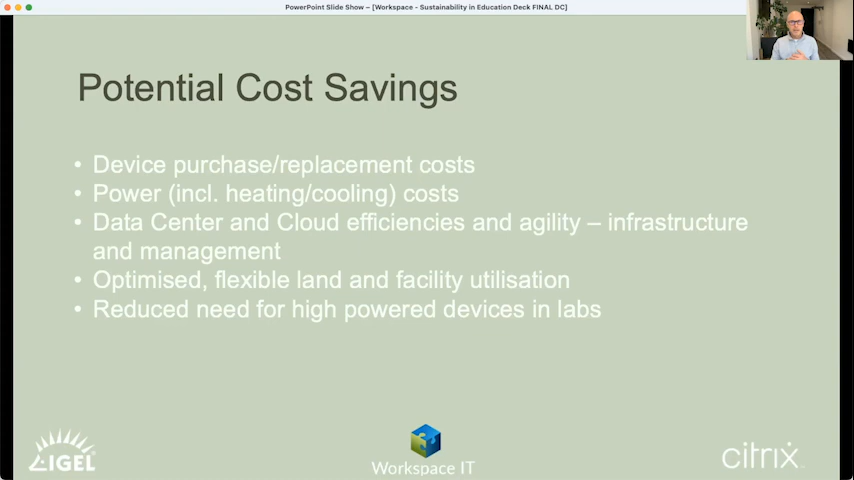 PowerPoint Slide Show – [Workspace - Sustainability in Education Deck FINAL DC]
Potential Cost Savings
• Device purchase/replacement costs
• Power (incl. heating/cooling) costs
• Data Center and Cloud efficiencies and agility – infrastructure
and management
• Optimised, flexible land and facility utilisation
• Reduced need for high powered devices in labs
IGEL
Workspace IT
citrix